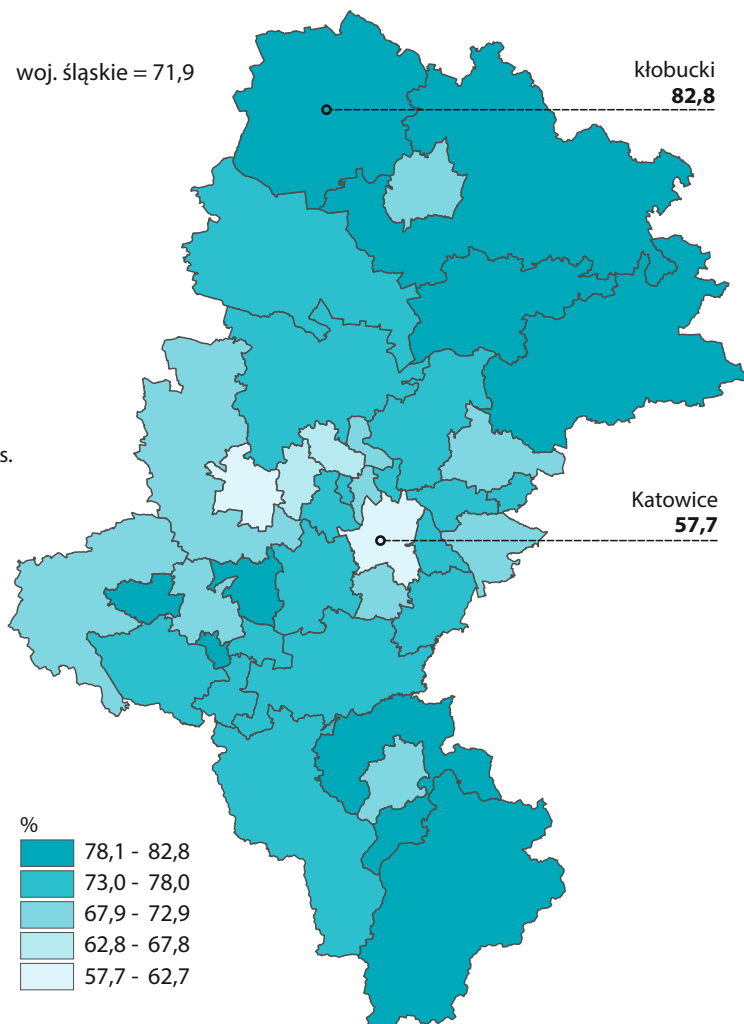 woj. śląskie = 71,9
kłobucki
82,8
s.
Katowice
57,7
%
78,1 - 82,8
73,0 - 78,0
67,9 - 72,9
62,8 - 67,8
57,7 - 62,7